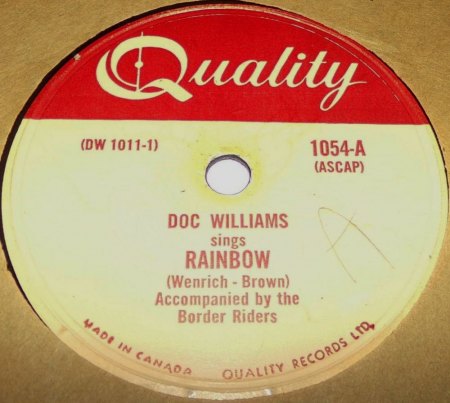 Quality
(DW 1011-1)
1054-A
(ASCAP)
DOC WILLIAMS
sings
RAINBOW
(Wenrich - Brown)
Accompanied by the
Border Riders
A
MADE IN CANADA
QUALITY RECORDS LTD.